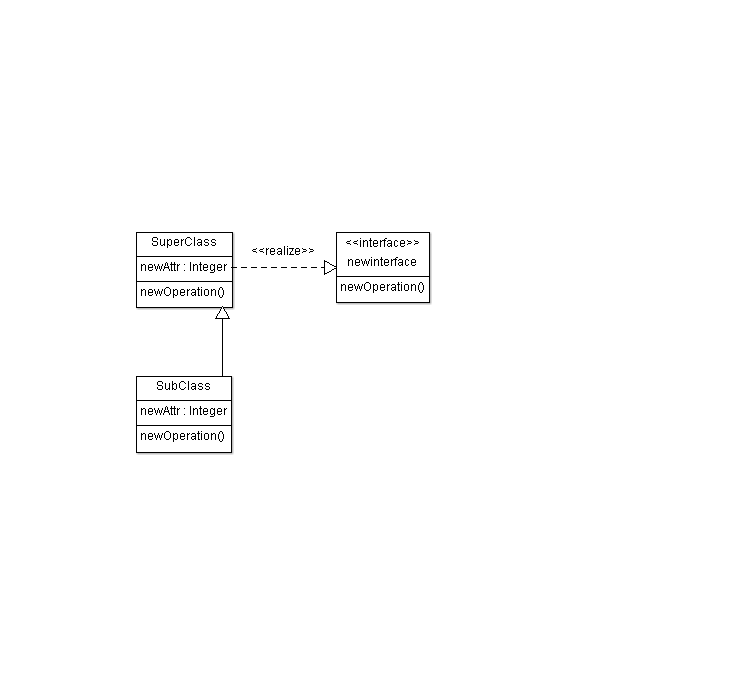 SuperClass
newAttr : Integer
newOperation()
<<realize>>
<<interface>>
newinterface
newOperation()
SubClass
newAttr : Integer
newOperation()